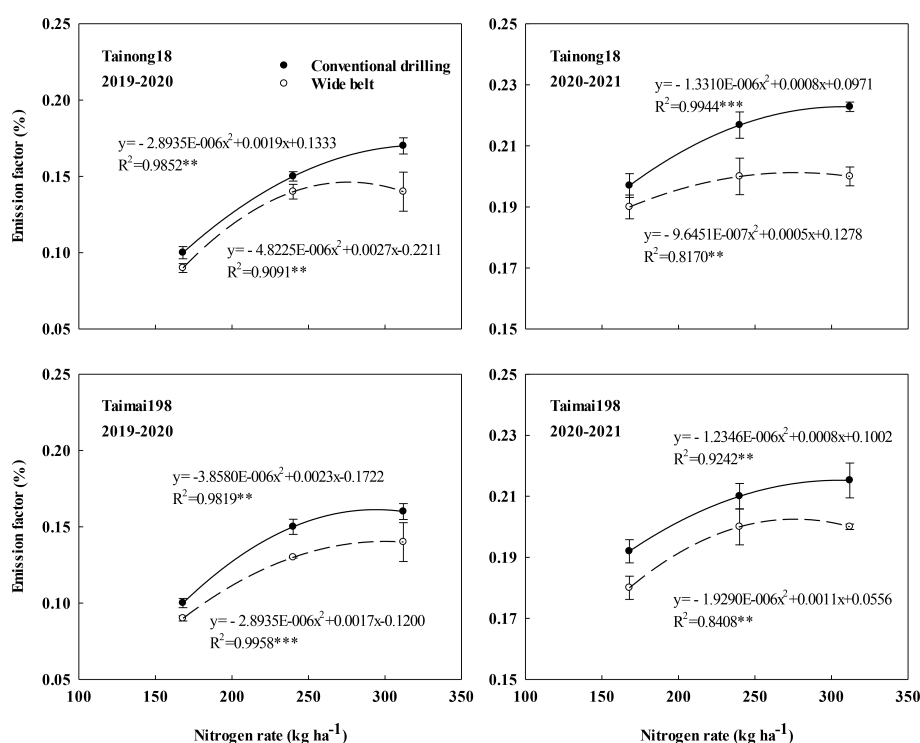 Tainong18
2019-2020
Conventional drilling
Wide belt
y= - 2.8935E-006x²+0.0019x+0.1333
R²=0.9852**
y= - 4.8225E-006x²+0.0027x-0.2211
R²=0.9091**
Emission factor (%)
0.25
0.20
0.15
0.10
0.05
Tainong18
2020-2021
y= - 1.3310E-006x²+0.0008x+0.0971
R²=0.9944***
y= - 9.6451E-007x²+0.0005x+0.1278
R²=0.8170**
0.25
0.23
0.21
0.19
0.17
0.15
Taimai198
2019-2020
y= -3.8580E-006x²+0.0023x-0.1722
R²=0.9819**
y= - 2.8935E-006x²+0.0017x-0.1200
R²=0.9958***
Emission factor (%)
0.25
0.20
0.15
0.10
0.05
100 150 200 250 300 350
Nitrogen rate (kg ha⁻¹)
Taimai198
2020-2021
y= - 1.2346E-006x²+0.0008x+0.1002
R²=0.9242**
y= - 1.9290E-006x²+0.0011x+0.0556
R²=0.8408**
0.25
0.23
0.21
0.19
0.17
0.15
100 150 200 250 300 350
Nitrogen rate (kg ha⁻¹)